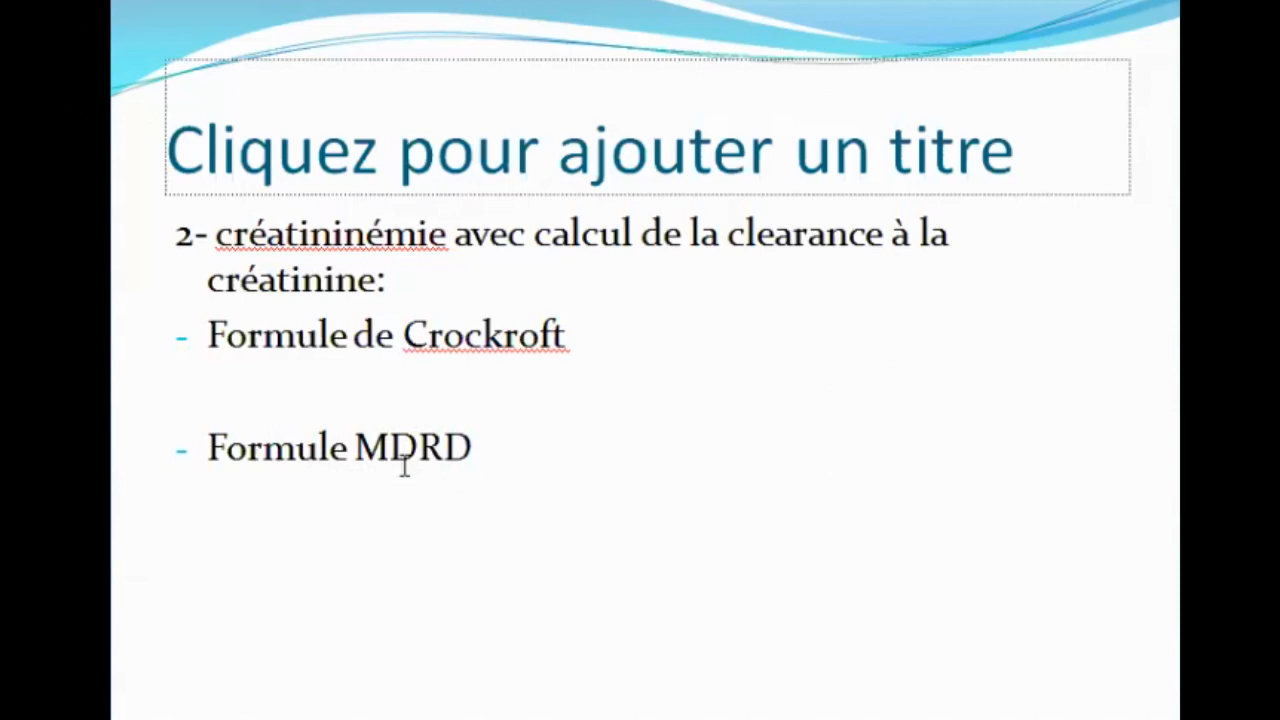 Cliquez pour ajouter un titre
2- créatininémie avec calcul de la clearance à la
créatinine:
- Formule de Crockroft
- Formule MDRD